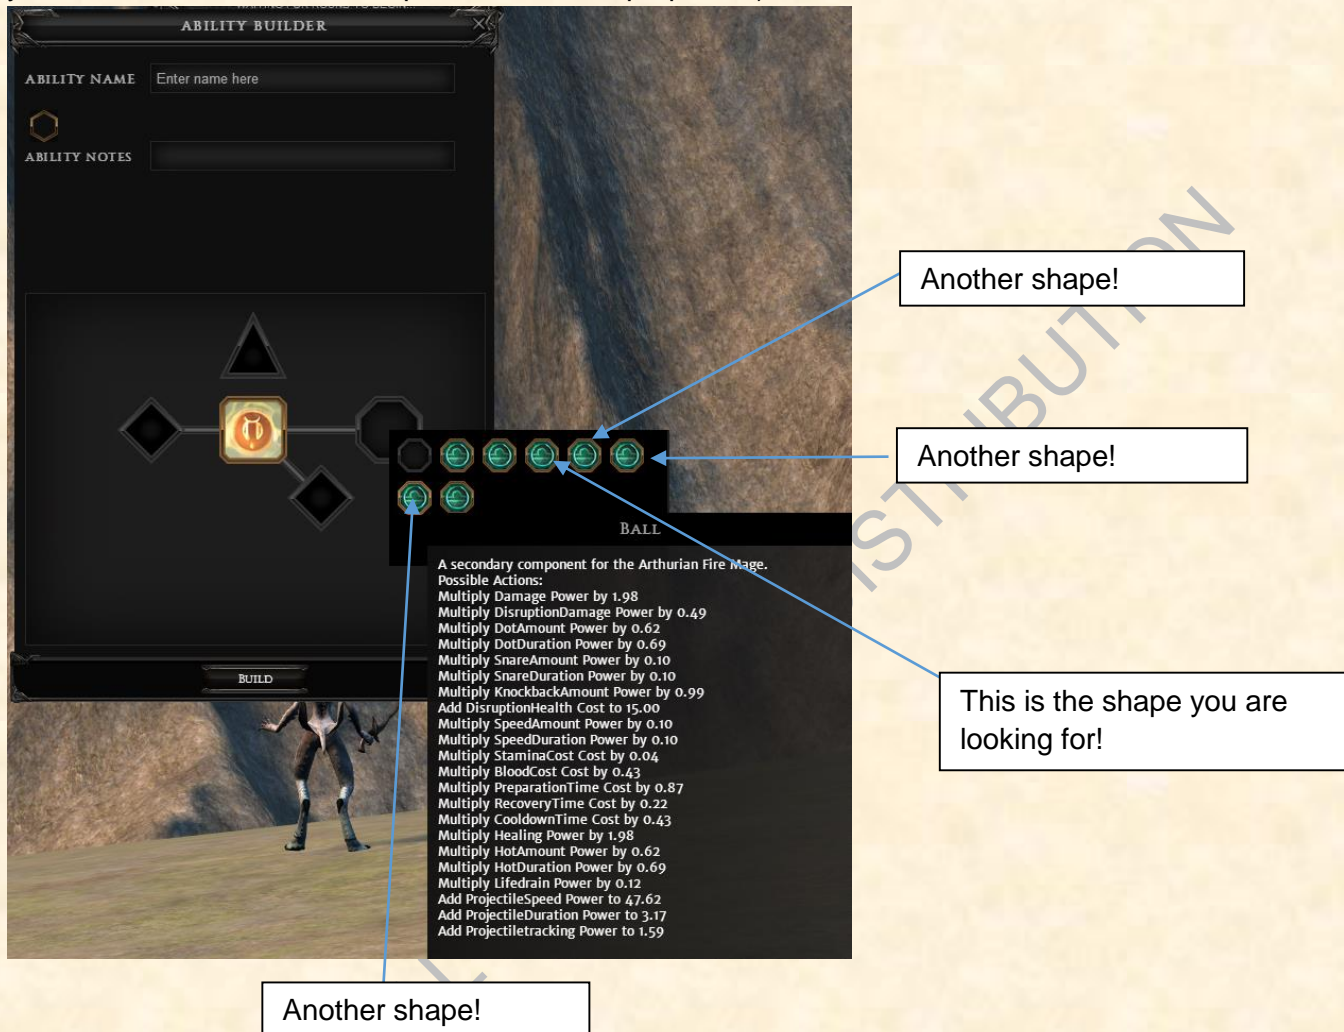 ABILITY BUILDER
ABILITY NAME
Enter name here
ABILITY NOTES
Another shape!
Another shape!
BALL
A secondary component for the Arthurian Fire Mage.
Possible Actions:
Multiply Damage Power by 1.98
Multiply DisruptionDamage Power by 0.49
Multiply DotAmount Power by 0.62
Multiply DotDuration Power by 0.69
Multiply SnareAmount Power by 0.10
Multiply SnareDuration Power by 0.10
Multiply KnockbackAmount Power by 0.99
Add DisruptionHealth Cost to 15.00
Multiply SpeedAmount Power by 0.10
Multiply SpeedDuration Power by 0.10
Multiply StaminaCost Cost by 0.04
Multiply BloodCost Cost by 0.43
Multiply PreparationTime Cost by 0.87
Multiply RecoveryTime Cost by 0.22
Multiply CooldownTime Cost by 0.43
Multiply Healing Power by 1.98
Multiply HotAmount Power by 0.62
Multiply HotDuration Power by 0.69
Multiply Lifedrain Power by 0.12
Add ProjectileSpeed Power to 47.62
Add ProjectileDuration Power to 3.17
Add Projectiletracking Power to 1.59
BUILD
This is the shape you are
looking for!
Another shape!